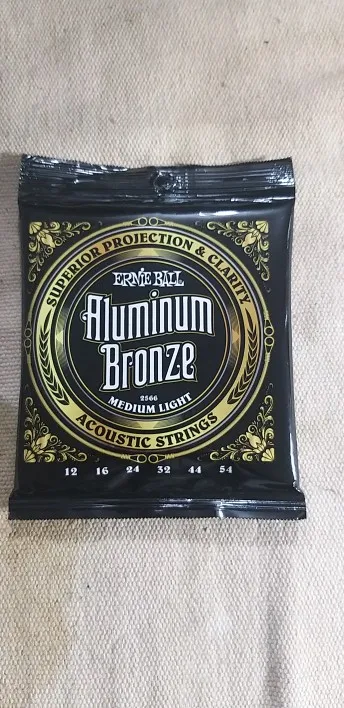 SUPERIOR PROJECTION & CLARITY
ERNIE BALL
Aluminum
Bronze
2566
MEDIUM LIGHT
ACOUSTIC STRINGS
12 16 24 32 44 54